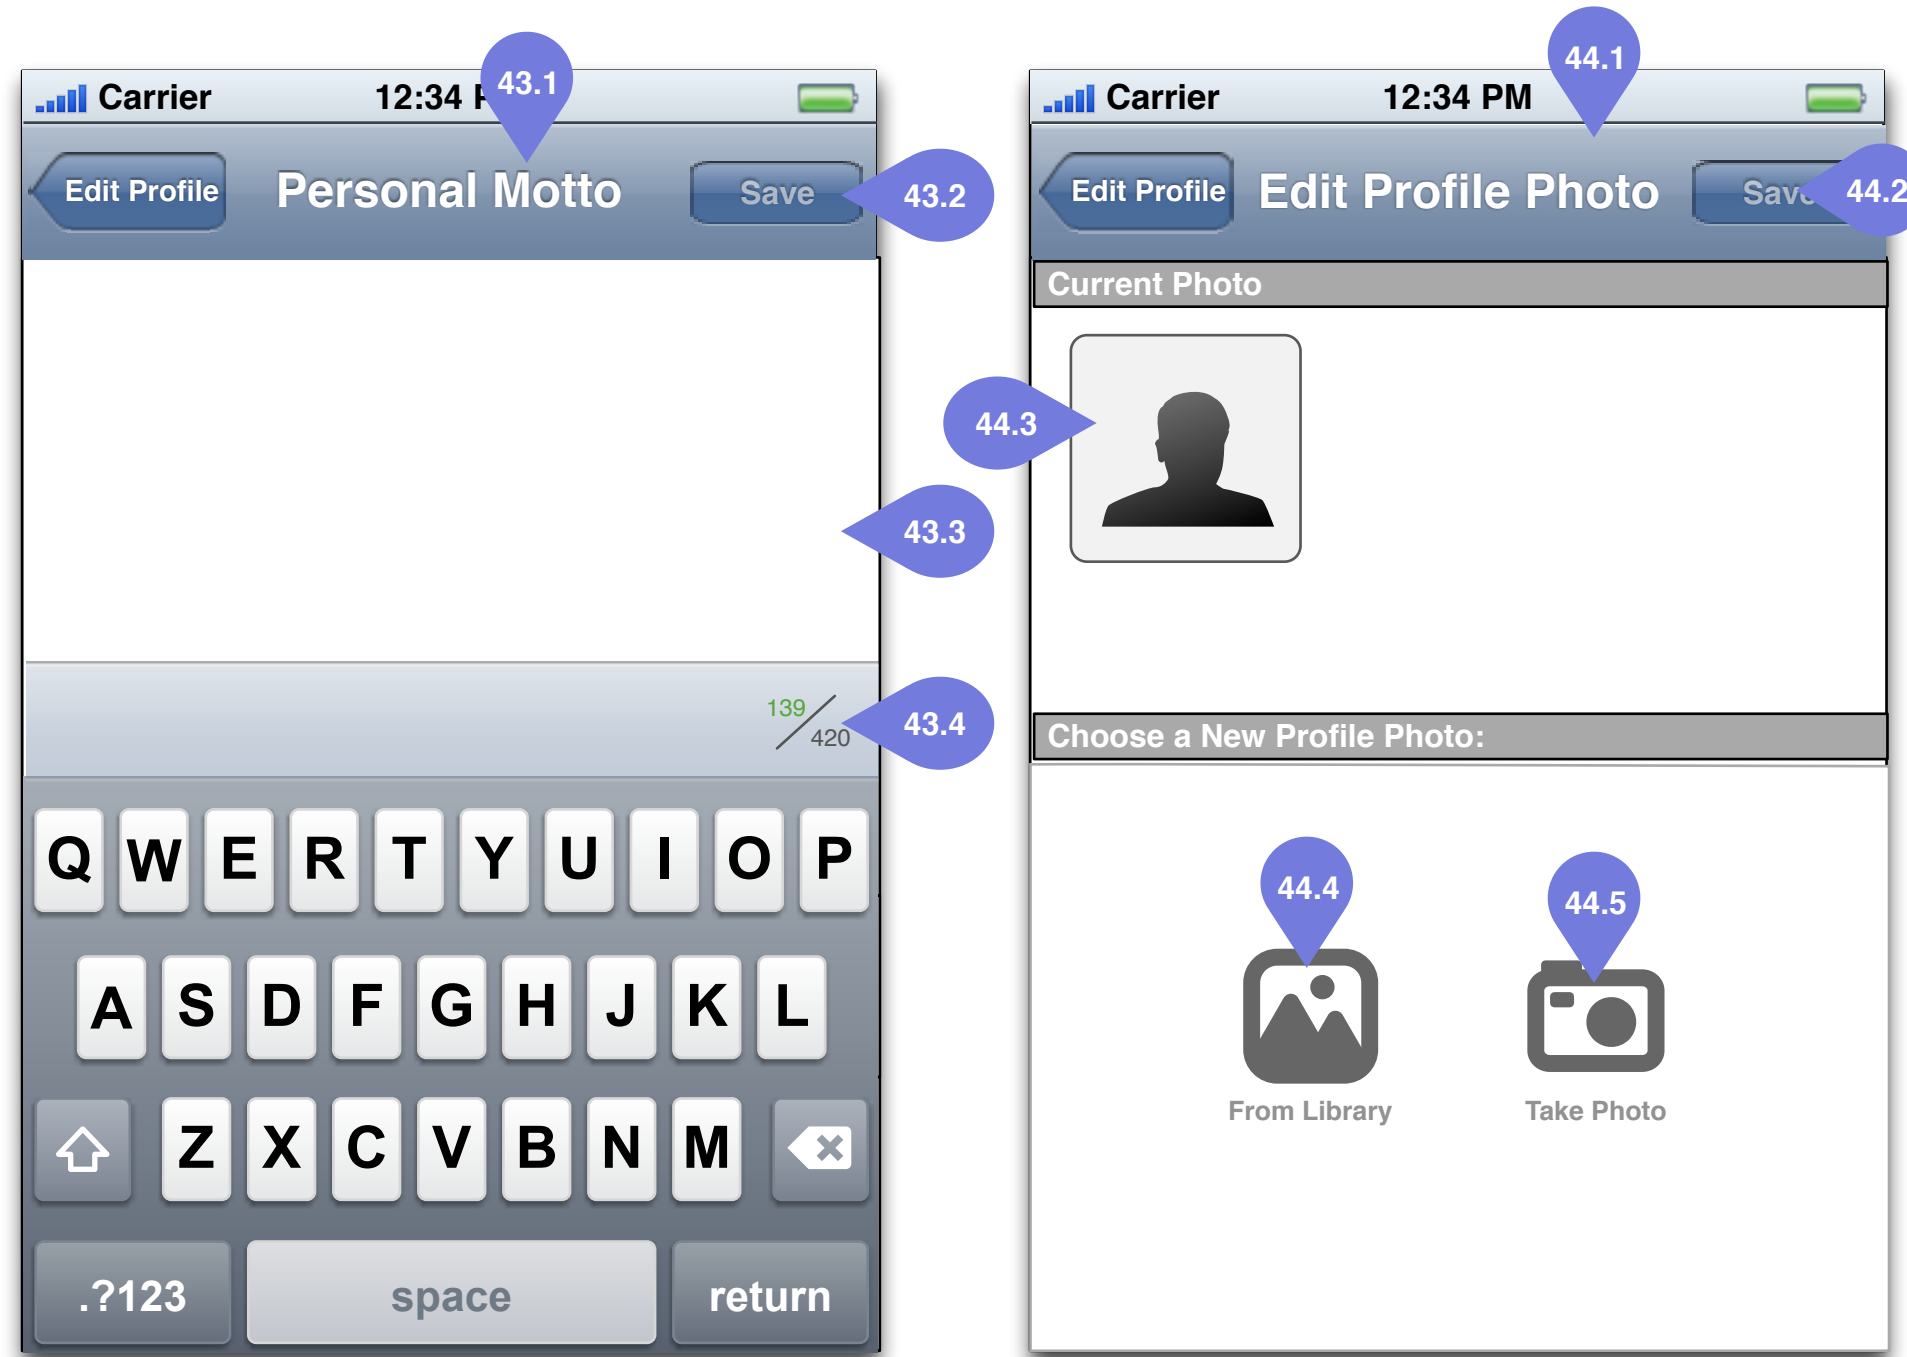 Carrier
12:34 P
43.1
Edit Profile
Personal Motto
Save
43.2
43.3
139
420
43.4
Q W E R T Y U I O P
A S D F G H J K L
Z X C V B N M
.?123
space
return
44.1
Carrier
12:34 PM
Edit Profile
Edit Profile Photo
Save
44.2
Current Photo
44.3
Choose a New Profile Photo:
44.4
44.5
From Library
Take Photo